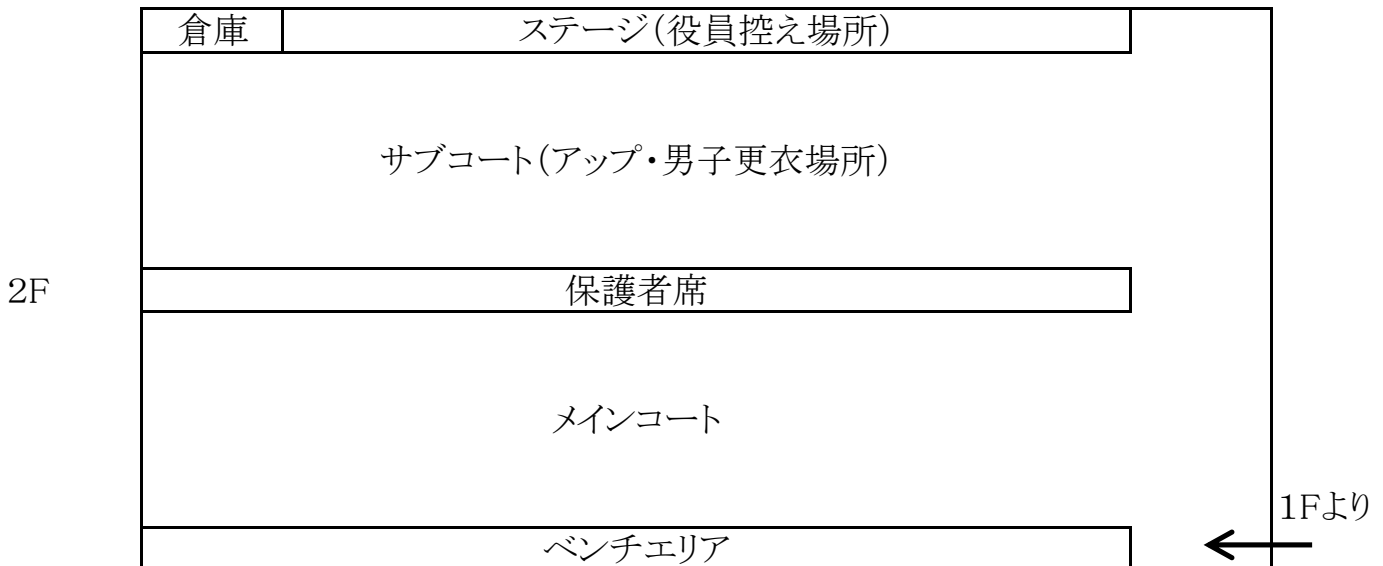 倉庫
ステージ(役員控え場所)
サブコート(アップ・男子更衣場所)
2F
保護者席
メインコート
1Fより
ベンチエリア